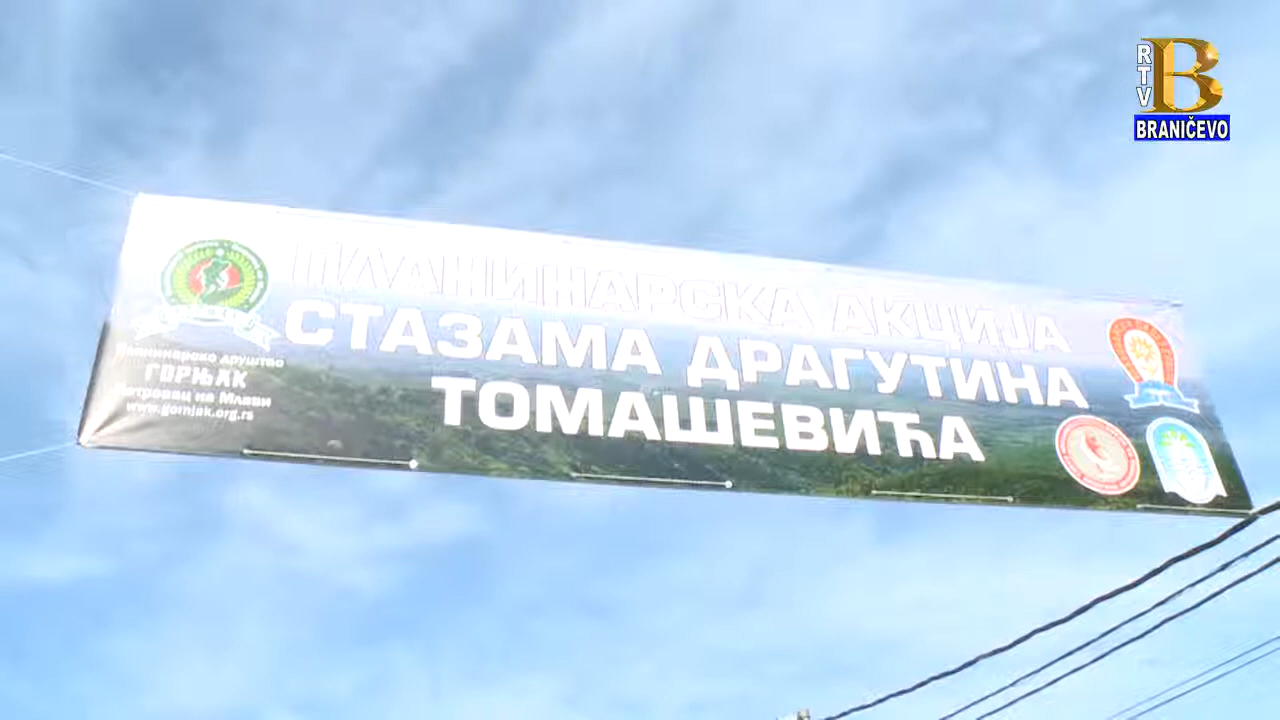 RTV
B
BRANIČEVO
ПЛАНИНАРСКА АКЦИЈА
СТАЗАМА ДРАГУТИНА
ТОМАШЕВИЋА
Планинарско друштво
ГОРЊАК
Петровац на Млави
www.gornjak.org.rs